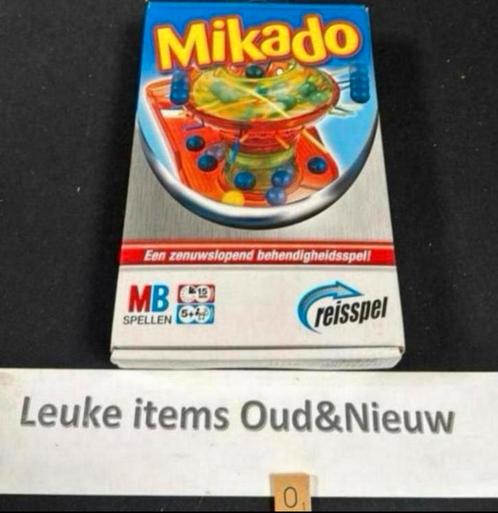 Mikado
Een zenuwslopend behendigheidsspel!
MB
SPELLEN
15
5+
reisspel
Leuke items Oud&Nieuw
0,